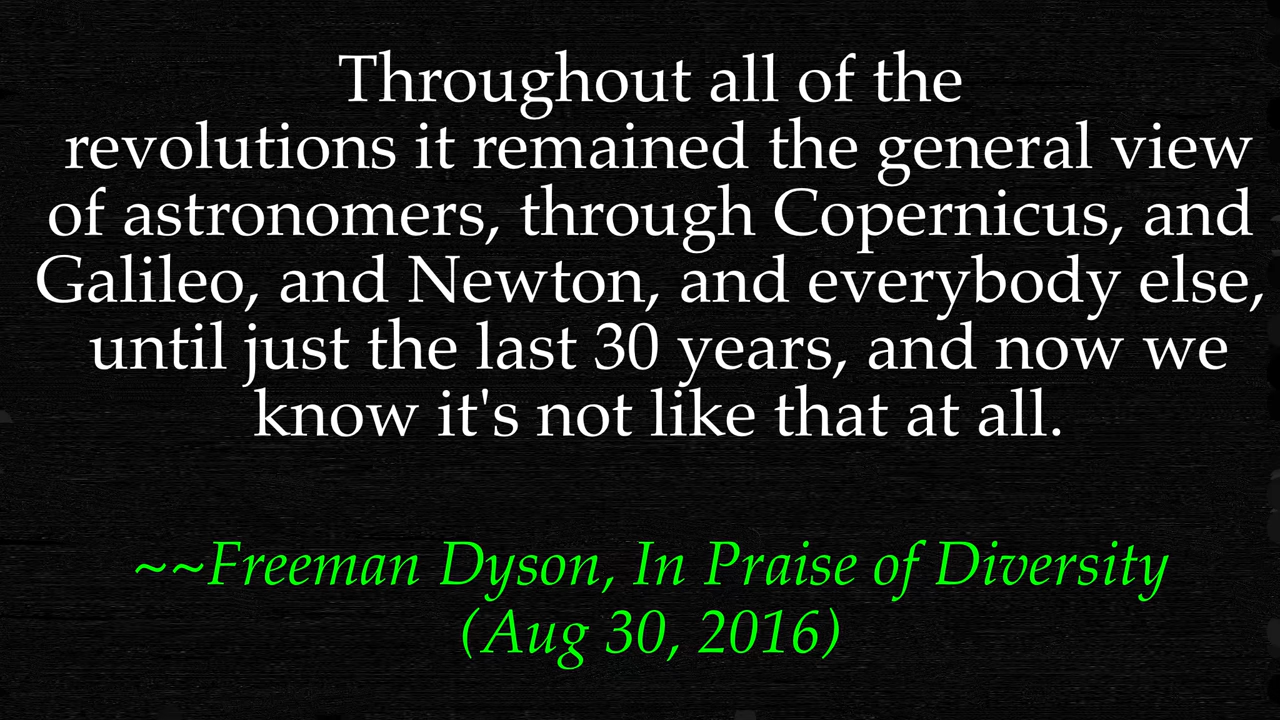 Throughout all of the
revolutions it remained the general view
of astronomers, through Copernicus, and
Galileo, and Newton, and everybody else,
until just the last 30 years, and now we
know it's not like that at all.
~~Freeman Dyson, In Praise of Diversity
(Aug 30, 2016)